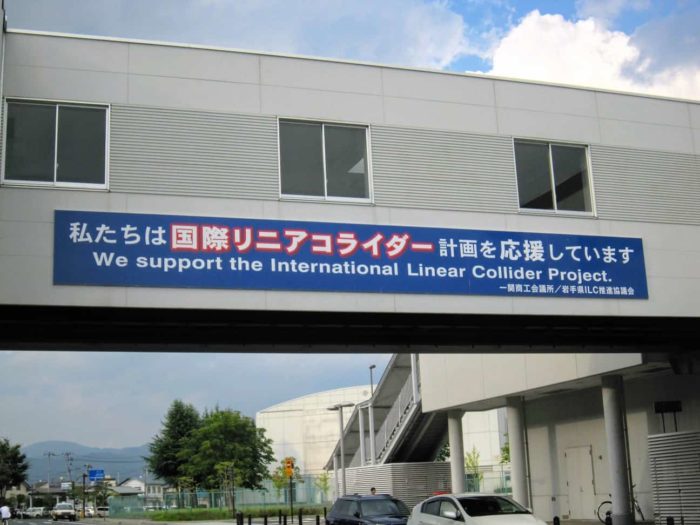 私たちは国際リニアコライダー計画を応援しています
We support the International Linear Collider Project.
一関商工会議所／岩手県ILC推進協議会